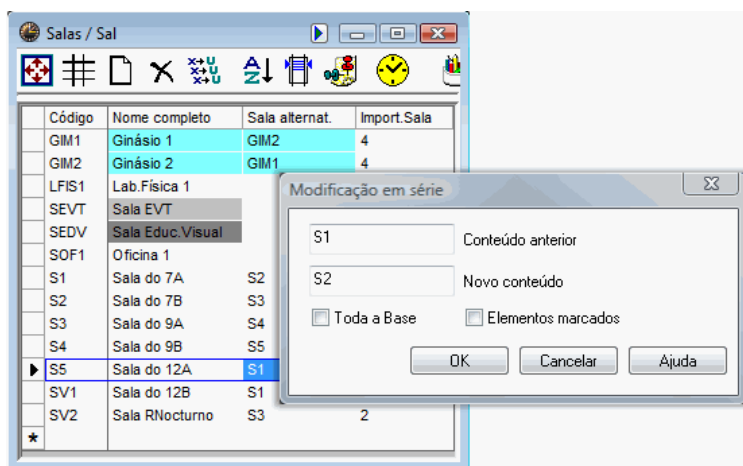 Salas / Sal
Código Nome completo Sala alternat. Import.Sala
GIM1 Ginásio 1 GIM2 4
GIM2 Ginásio 2 GIM1 4
LFIS1 Lab.Física 1
SEVT Sala EVT
SEDV Sala Educ.Visual
SOF1 Oficina 1
S1 Sala do 7A S2
S2 Sala do 7B S3
S3 Sala do 9A S4
S4 Sala do 9B S5
S5 Sala do 12A S1
SV1 Sala do 12B S1
SV2 Sala RNocturno S3 2
Modificação em série
S1 Conteúdo anterior
S2 Novo conteúdo
Toda a Base Elementos marcados
OK Cancelar Ajuda